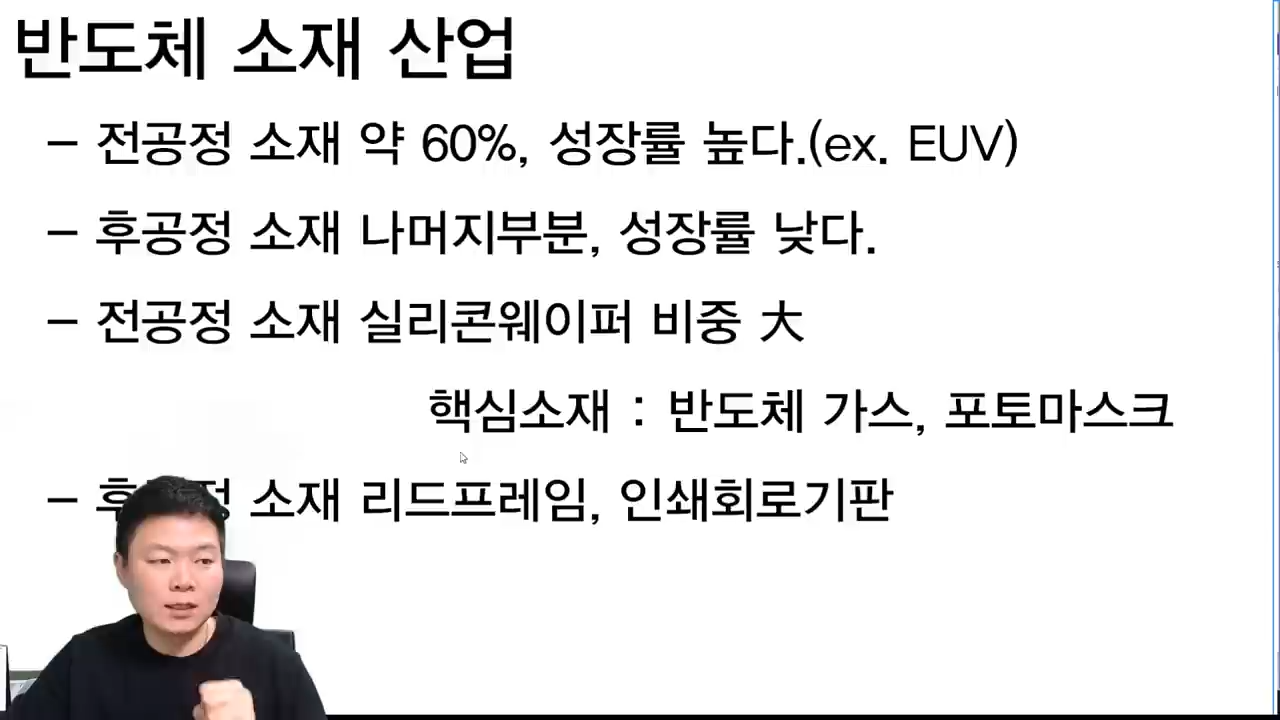 반도체 소재 산업
– 전공정 소재 약 60%, 성장률 높다.(ex. EUV)
– 후공정 소재 나머지부분, 성장률 낮다.
– 전공정 소재 실리콘웨이퍼 비중 大
핵심소재 : 반도체 가스, 포토마스크
– 후공정 소재 리드프레임, 인쇄회로기판